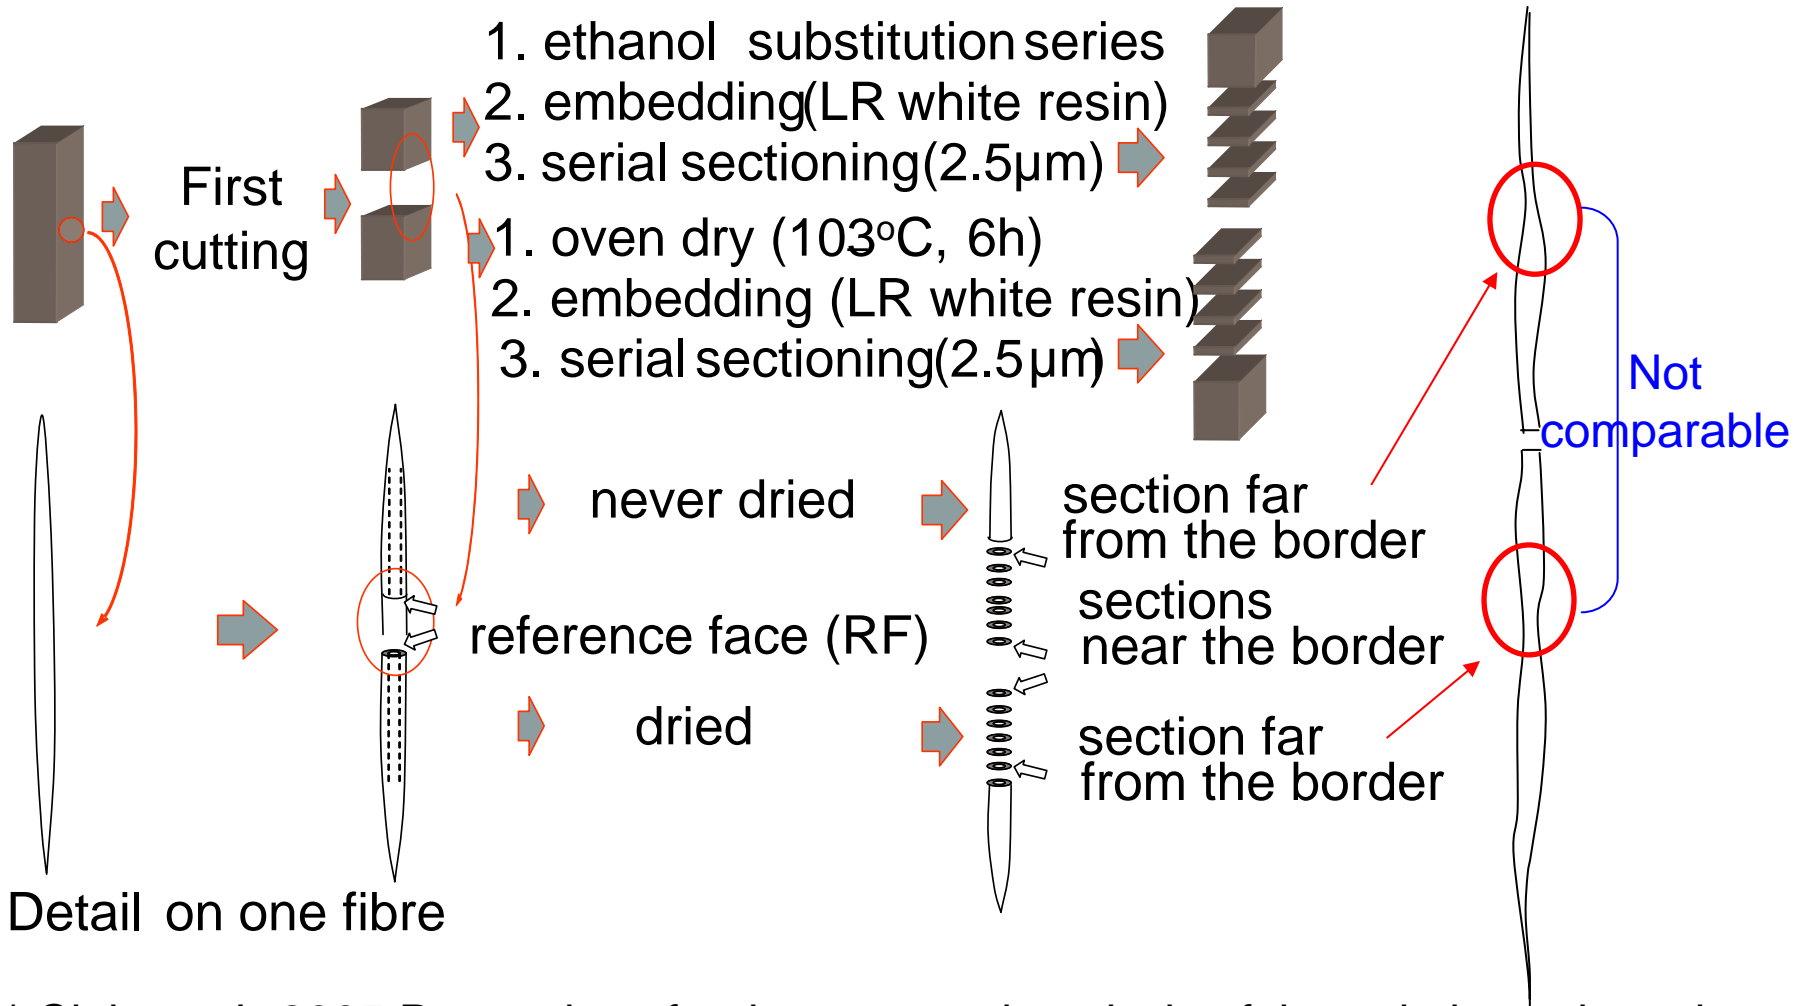 1. ethanol substitution series
2. embedding(LR white resin)
3. serial sectioning(2.5µm)
First
cutting
1. oven dry (103°C, 6h)
2. embedding (LR white resin)
3. serial sectioning(2.5µm)
Not
comparable
never dried
section far
from the border
sections
near the border
reference face (RF)
dried
section far
from the border
Detail on one fibre